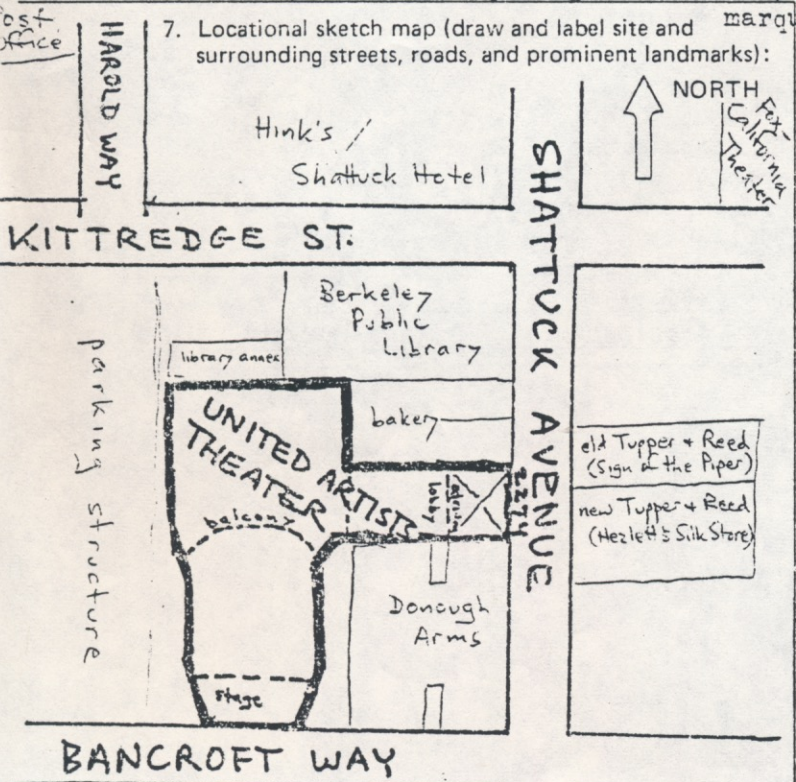 Post
Office
HAROLD WAY
7. Locational sketch map (draw and label site and
surrounding streets, roads, and prominent landmarks):
NORTH
Hink's /
Shattuck Hotel
Fox-
California
Theater
KITTREDGE ST.
SHATTUCK AVENUE
parking structure
Berkeley
Public
Library
library annex
bakery
UNITED ARTISTS
THEATER
balcony
lobby
2274
stage
Donough
Arms
old Tupper + Reed
(Sign of the Piper)
new Tupper + Reed
(Hezlett's Silk Store)
BANCROFT WAY